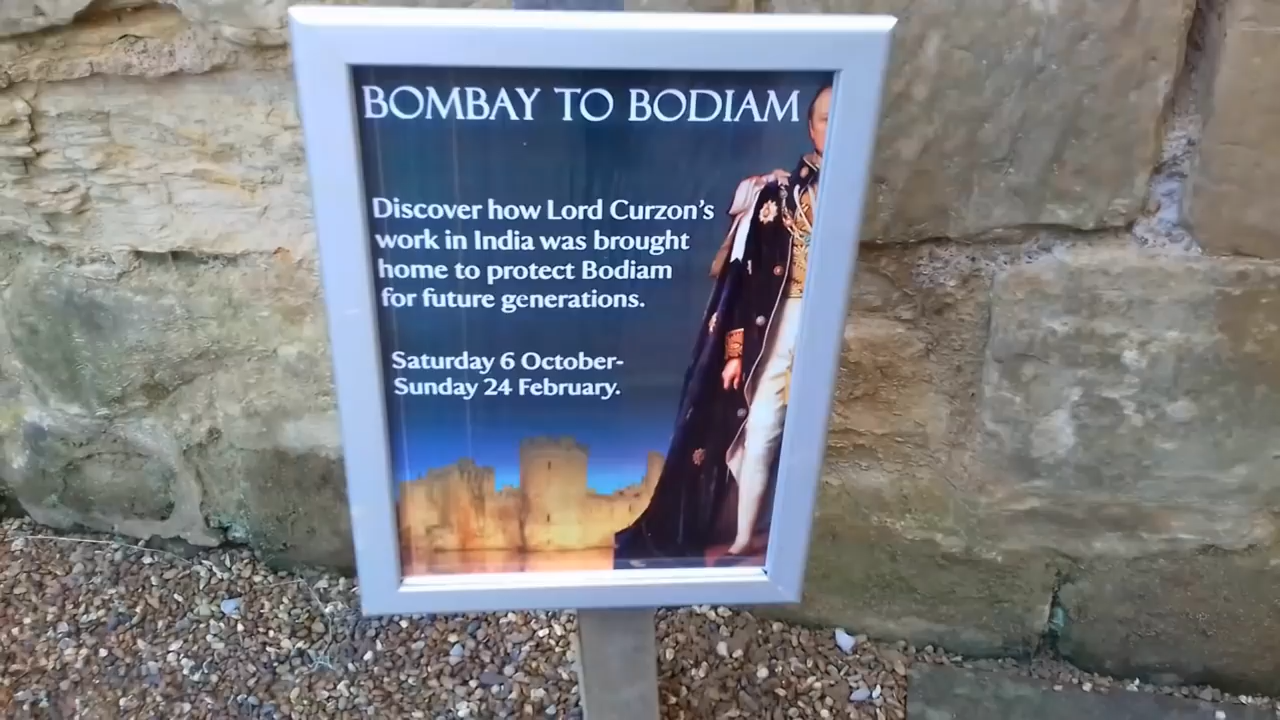 BOMBAY TO BODIAM
Discover how Lord Curzon's
work in India was brought
home to protect Bodiam
for future generations.
Saturday 6 October-
Sunday 24 February.